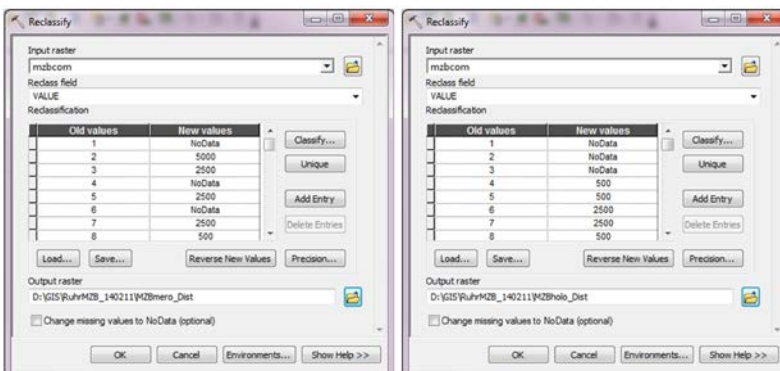 Reclassify
Input raster
mzbcom
Reclass field
VALUE
Reclassification
Old values New values
1 NoData
2 5000
3 2500
4 NoData
5 2500
6 NoData
7 2500
8 500
Classify...
Unique
Add Entry
Delete Entries
Load... Save... Reverse New Values Precision...
Output raster
D:\GIS\RuhrMZB_140211\MZBmero_Dist
Change missing values to NoData (optional)
OK Cancel Environments... Show Help >>
Reclassify
Input raster
mzbcom
Reclass field
VALUE
Reclassification
Old values New values
1 NoData
2 NoData
3 NoData
4 500
5 500
6 2500
7 2500
8 500
Classify...
Unique
Add Entry
Delete Entries
Load... Save... Reverse New Values Precision...
Output raster
D:\GIS\RuhrMZB_140211\MZBholo_Dist
Change missing values to NoData (optional)
OK Cancel Environments... Show Help >>